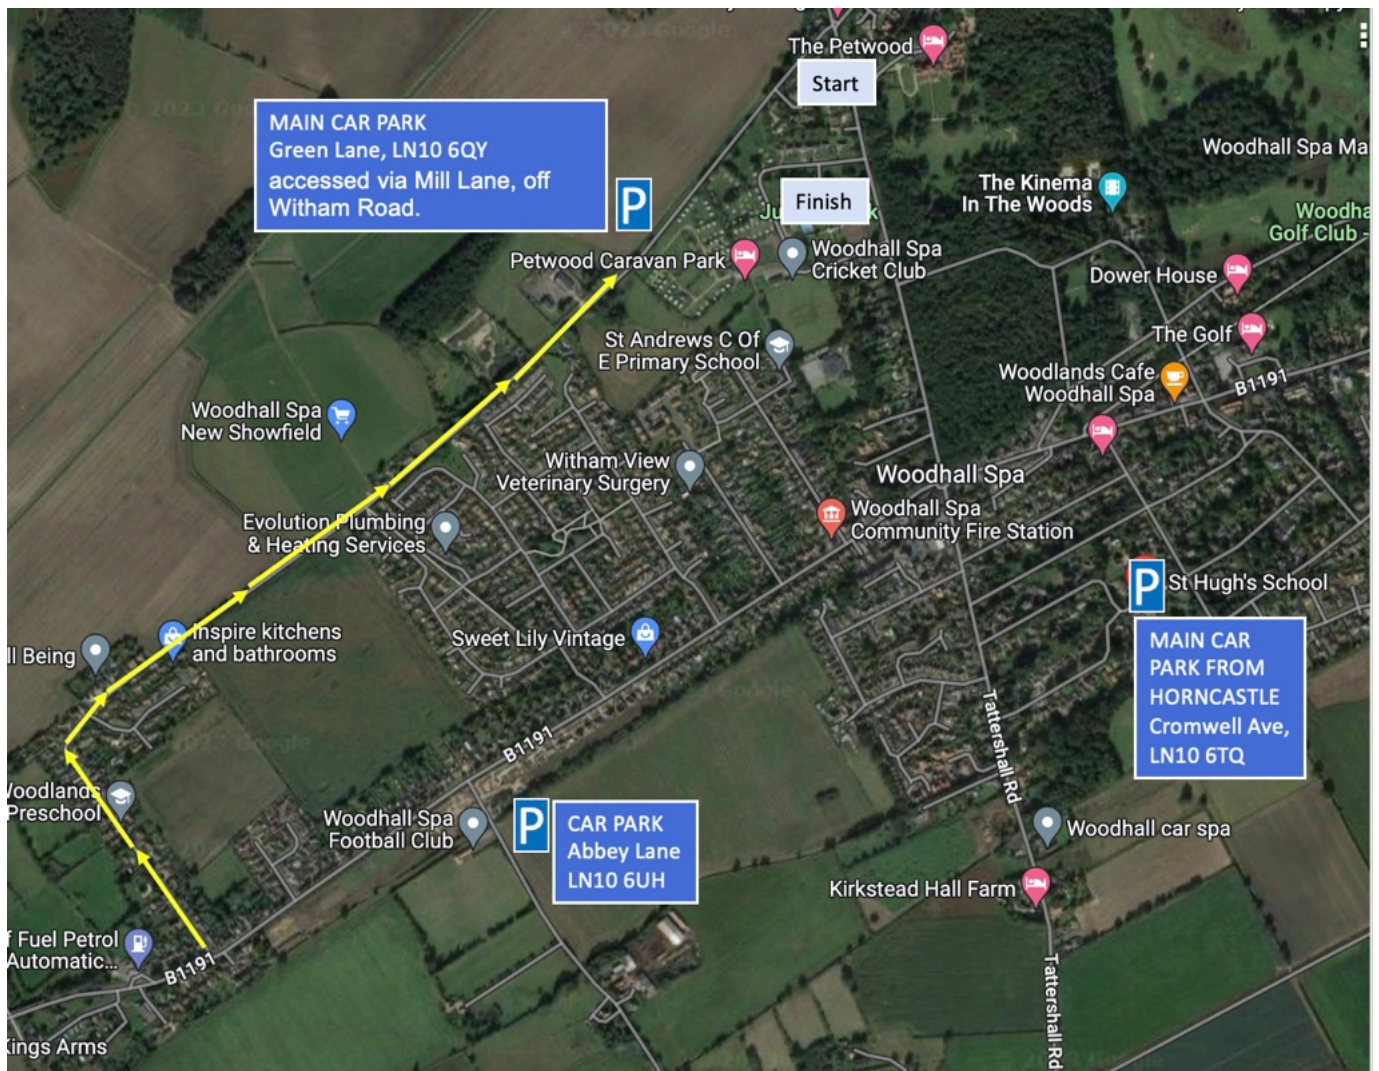 The Petwood
Start
MAIN CAR PARK
Green Lane, LN10 6QY
accessed via Mill Lane, off
Witham Road.
P
Woodhall Spa Ma
The Kinema
In The Woods
Finish
Ju
k
Woodha
Golf Club -
Petwood Caravan Park
Woodhall Spa
Cricket Club
Dower House
St Andrews C Of
E Primary School
The Golf
Woodlands Cafe
Woodhall Spa
B1191
Woodhall Spa
New Showfield
Witham View
Veterinary Surgery
Woodhall Spa
Evolution Plumbing
& Heating Services
Woodhall Spa
Community Fire Station
P
St Hugh's School
Inspire kitchens
and bathrooms
Sweet Lily Vintage
ll Being
MAIN CAR
PARK FROM
HORNCASTLE
Cromwell Ave,
LN10 6TQ
Tattershall Rd
B1191
Woodlands
Preschool
Woodhall Spa
Football Club
P
CAR PARK
Abbey Lane
LN10 6UH
Woodhall car spa
Kirkstead Hall Farm
f Fuel Petrol
Automatic...
B1191
Tattershall Rd
Kings Arms